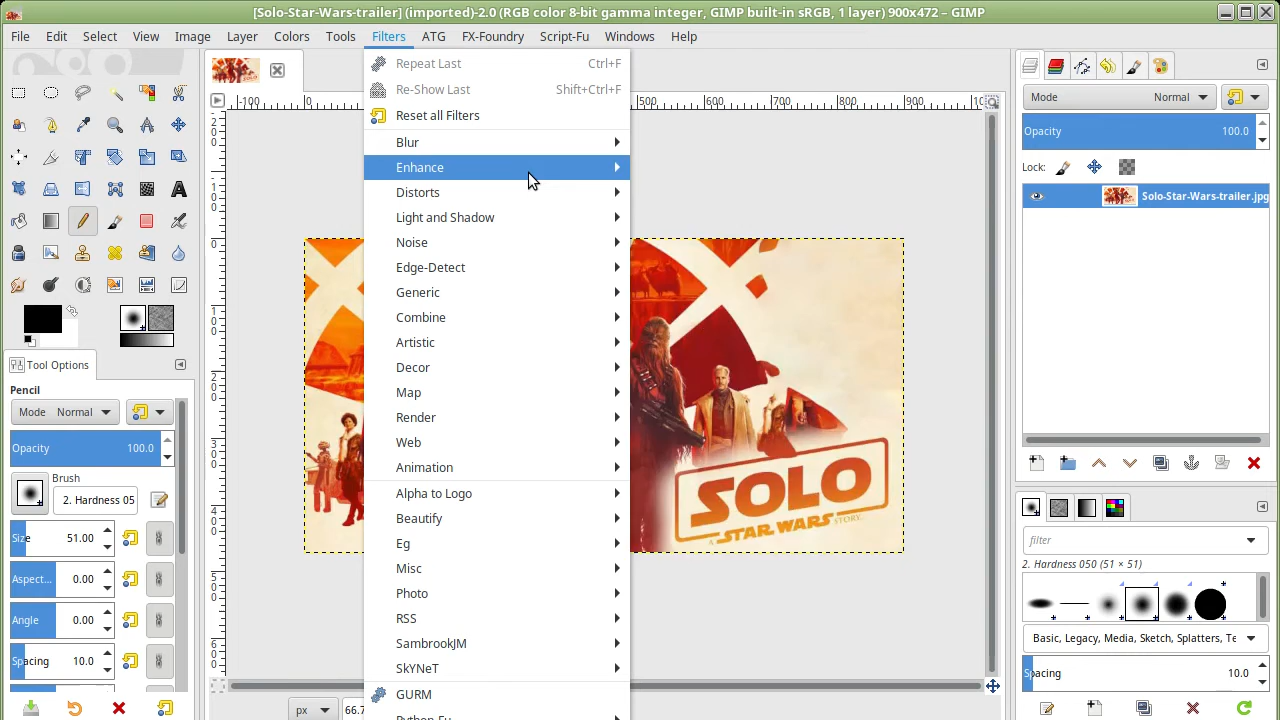 [Solo-Star-Wars-trailer] (imported)-2.0 (RGB color 8-bit gamma integer, GIMP built-in sRGB, 1 layer) 900x472 – GIMP
File Edit Select View Image Layer Colors Tools Filters ATG FX-Foundry Script-Fu Windows Help
Repeat Last Ctrl+F
Re-Show Last Shift+Ctrl+F
Reset all Filters
Blur
Enhance
Distorts
Light and Shadow
Noise
Edge-Detect
Generic
Combine
Artistic
Decor
Map
Render
Web
Animation
Alpha to Logo
Beautify
Eg
Misc
Photo
RSS
SambrookJM
SkYNeT
GURM
Python-Fu
-100 0 500 600 700 800 900
Tool Options
Pencil
Mode Normal
Opacity 100.0
Brush
2. Hardness 05
Size 51.00
Aspect... 0.00
Angle 0.00
Spacing 10.0
SOLO
A STAR WARS STORY
px
66.7
Mode Normal
Opacity 100.0
Lock:
Solo-Star-Wars-trailer.jpg
filter
2. Hardness 050 (51 × 51)
Basic, Legacy, Media, Sketch, Splatters, Te
Spacing 10.0